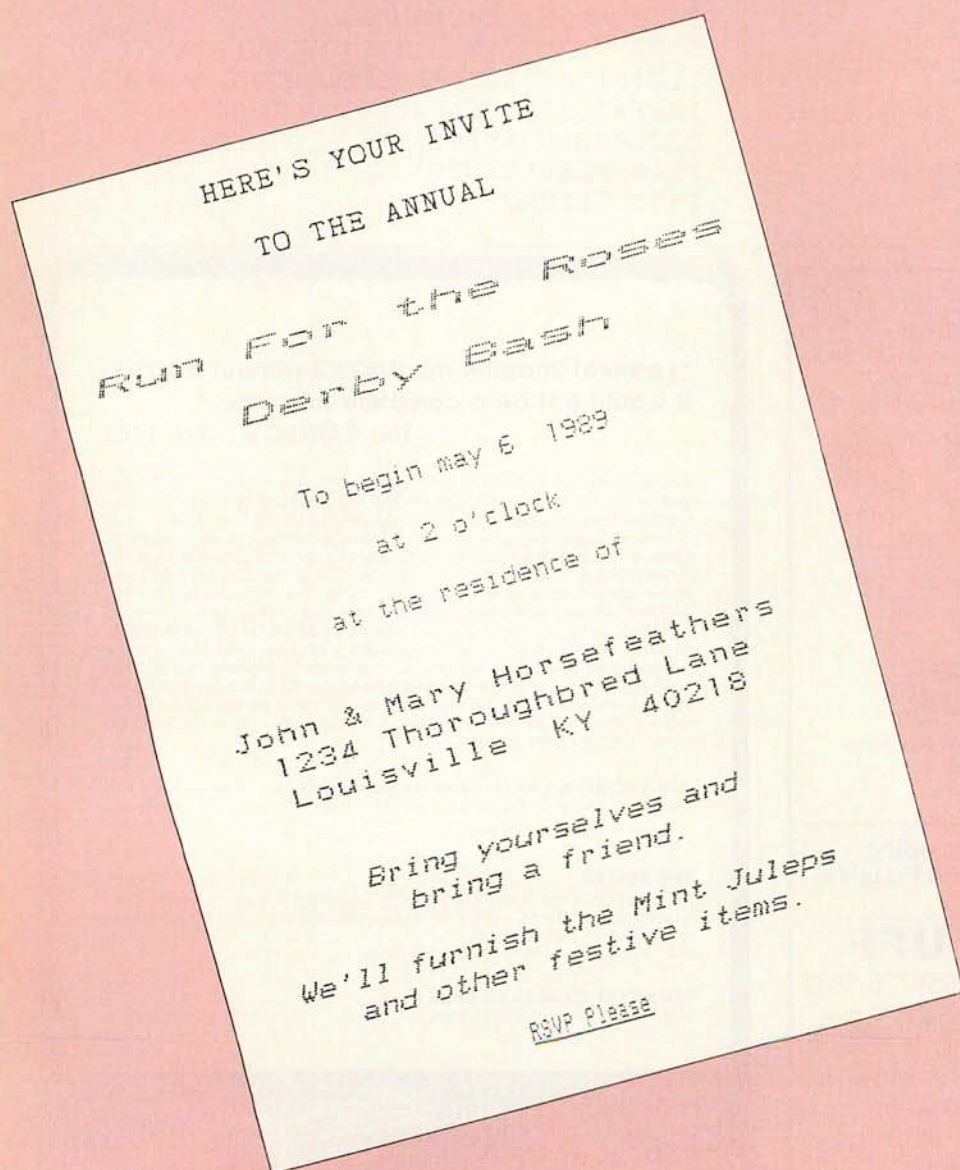 HERE'S YOUR INVITE
TO THE ANNUAL
Run For the Roses
Derby Bash
To begin may 6 1989
at 2 o'clock
at the residence of
John & Mary Horsefeathers
1234 Thoroughbred Lane
Louisville KY 40218
Bring yourselves and
bring a friend.
We'll furnish the Mint Juleps
and other festive items.
RSVP Please